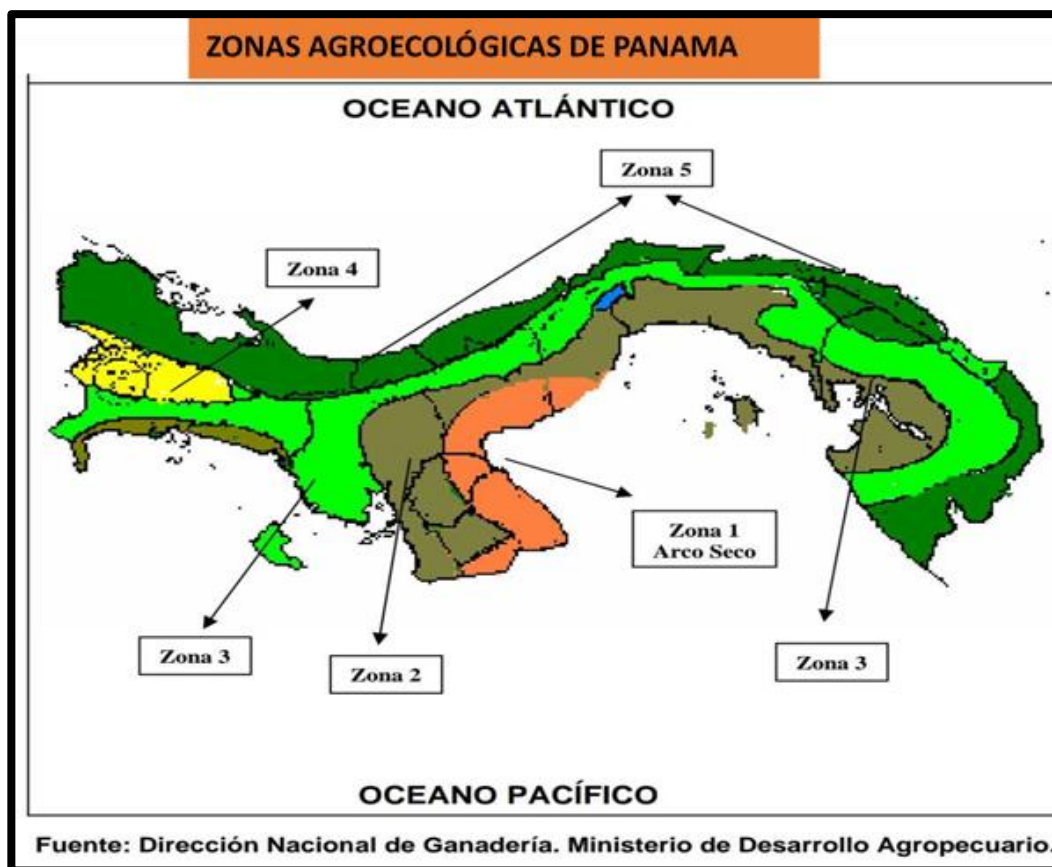 ZONAS AGROECOLÓGICAS DE PANAMA
OCEANO ATLÁNTICO
Zona 5
Zona 4
Zona 1
Arco Seco
Zona 3
Zona 2
Zona 3
OCEANO PACÍFICO
Fuente: Dirección Nacional de Ganadería. Ministerio de Desarrollo Agropecuario.